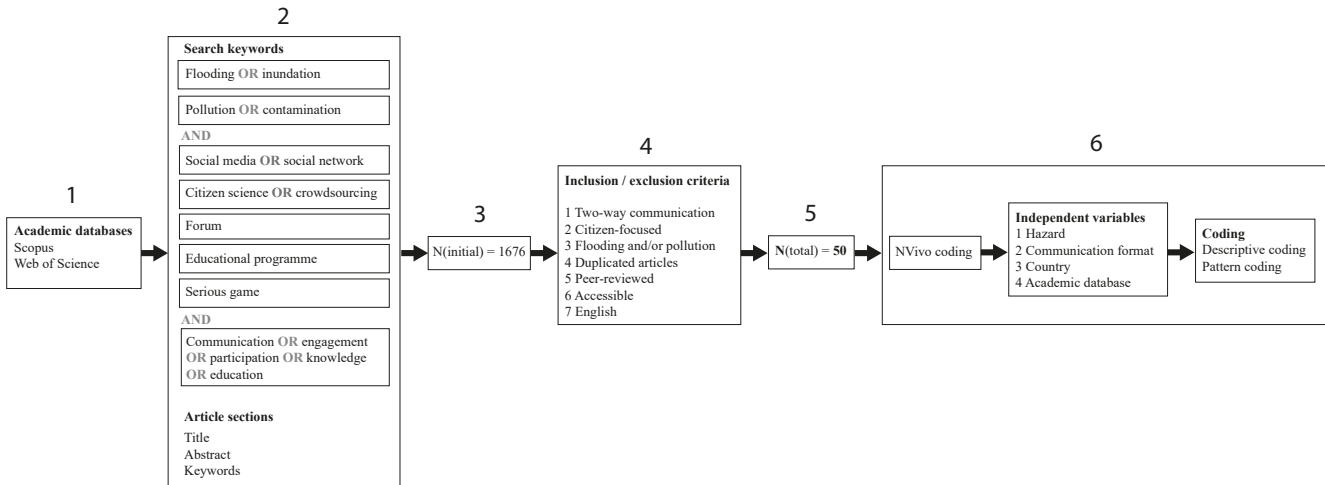 1
Academic databases
Scopus
Web of Science
2
Search keywords
Flooding OR inundation
Pollution OR contamination
AND
Social media OR social network
Citizen science OR crowdsourcing
Forum
Educational programme
Serious game
AND
Communication OR engagement
OR participation OR knowledge
OR education
Article sections
Title
Abstract
Keywords
3
N(initial) = 1676
4
Inclusion / exclusion criteria
1 Two-way communication
2 Citizen-focused
3 Flooding and/or pollution
4 Duplicated articles
5 Peer-reviewed
6 Accessible
7 English
5
N(total) = 50
6
NVivo coding
Independent variables
1 Hazard
2 Communication format
3 Country
4 Academic database
Coding
Descriptive coding
Pattern coding